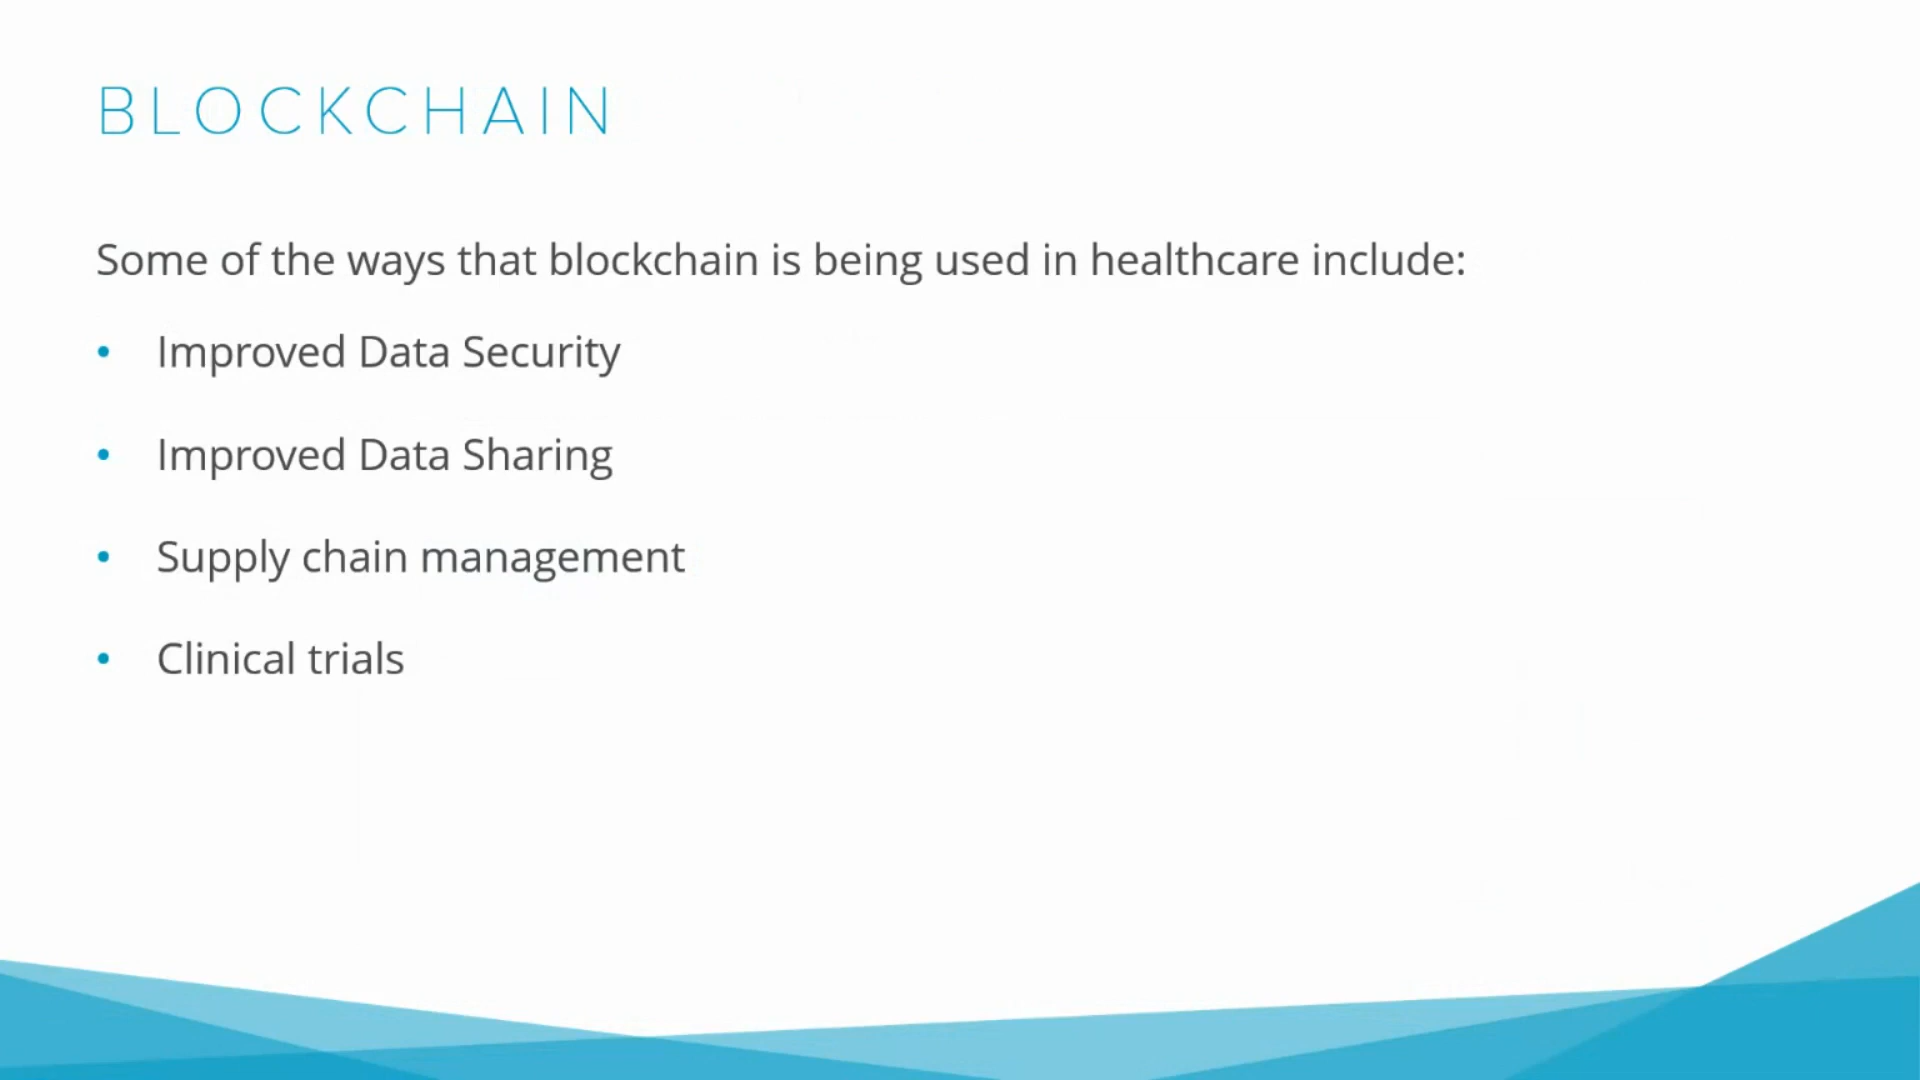 BLOCKCHAIN
Some of the ways that blockchain is being used in healthcare include:
• Improved Data Security
• Improved Data Sharing
• Supply chain management
• Clinical trials